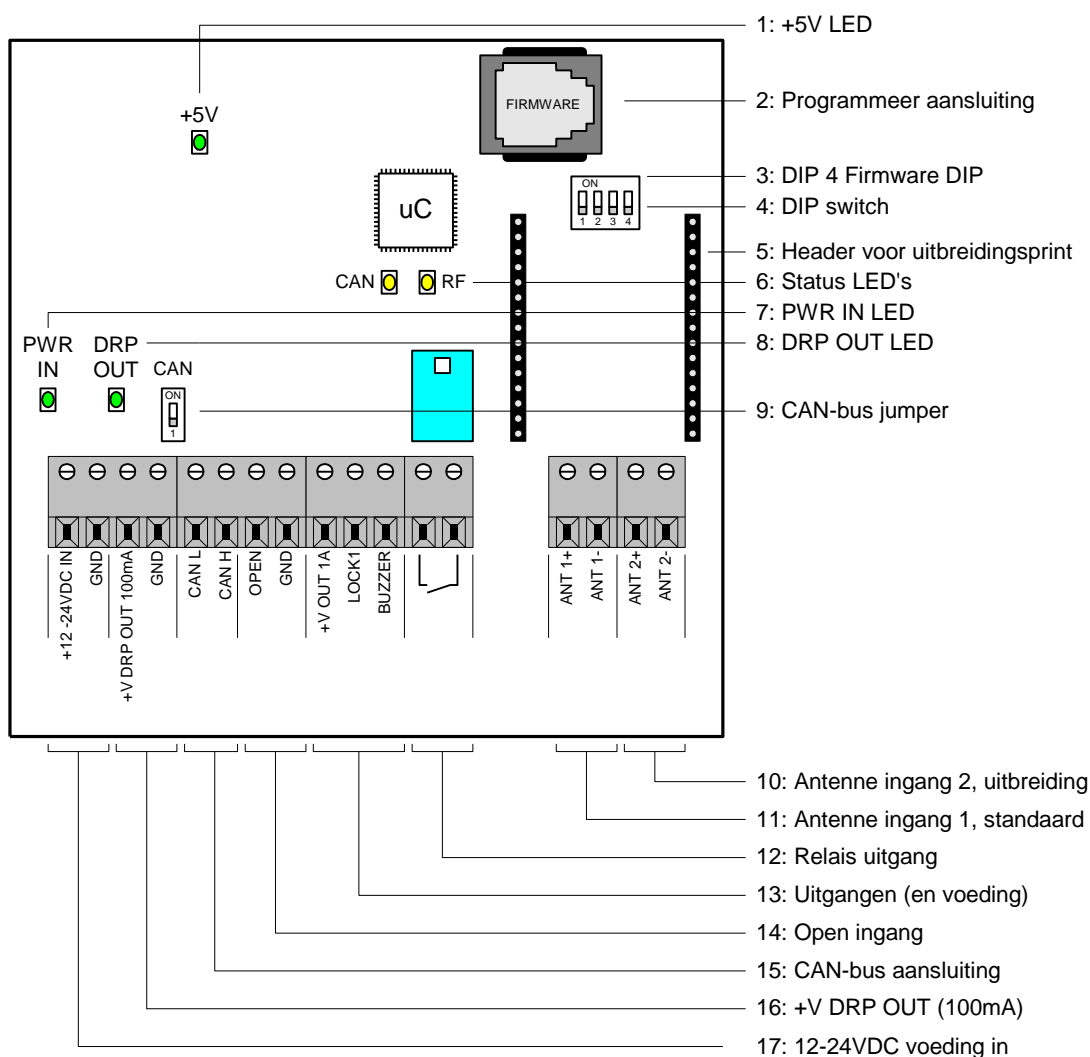 1: +5V LED
FIRMWARE
2: Programmeer aansluiting
+5V
3: DIP 4 Firmware DIP
ON
1 2 3 4
4: DIP switch
uC
5: Header voor uitbreidingsprint
CAN
RF
6: Status LED's
7: PWR IN LED
PWR IN
DRP OUT
8: DRP OUT LED
CAN
ON
1
9: CAN-bus jumper
+12 -24VDC IN
GND
+V DRP OUT 100mA
GND
CAN L
CAN H
OPEN
GND
+V OUT 1A
LOCK1
BUZZER
ANT 1+
ANT 1-
ANT 2+
ANT 2-
10: Antenne ingang 2, uitbreiding
11: Antenne ingang 1, standaard
12: Relais uitgang
13: Uitgangen (en voeding)
14: Open ingang
15: CAN-bus aansluiting
16: +V DRP OUT (100mA)
17: 12-24VDC voeding in